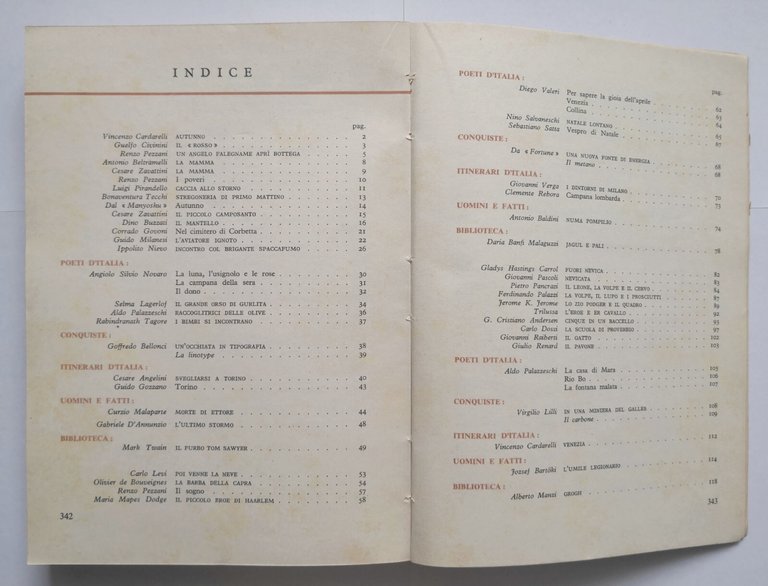 INDICE
pag.
Vincenzo Cardarelli AUTUNNO 2
Guelfo Civinini IL « ROSSO » 3
Renzo Pezzani UN ANGELO FALEGNAME APRÌ BOTTEGA 5
Antonio Beltramelli LA MAMMA 8
Cesare Zavattini LA MAMMA 9
Renzo Pezzani I poveri 10
Luigi Pirandello CACCIA ALLO STORNO 11
Bonaventura Tecchi STREGONERIA DI PRIMO MATTINO 13
Dal « Manyoshu » Autunno 14
Cesare Zavattini IL PICCOLO CAMPOSANTO 15
Dino Buzzati IL MANTELLO 16
Corrado Govoni Nel cimitero di Corbetta 21
Guido Milanesi L'AVIATORE IGNOTO 22
Ippolito Nievo INCONTRO COL BRIGANTE SPACCAFUMO 26
POETI D'ITALIA :
Angiolo Silvio Novaro La luna, l'usignolo e le rose 30
La campana della sera 31
Il dono 32
Selma Lagerlof IL GRANDE ORSO DI GURLITA 34
Aldo Palazzeschi RACCOGLITRICI DELLE OLIVE 36
Rabindranath Tagore I BIMBI SI INCONTRANO 37
CONQUISTE :
Goffredo Bellonci UN'OCCHIATA IN TIPOGRAFIA 38
La linotype 39
ITINERARI D'ITALIA :
Cesare Angelini SVEGLIARSI A TORINO 40
Guido Gozzano Torino 43
UOMINI E FATTI :
Curzio Malaparte MORTE DI ETTORE 44
Gabriele D'Annunzio L'ULTIMO STORMO 48
BIBLIOTECA :
Mark Twain IL FURBO TOM SAWYER 49
Carlo Levi POI VENNE LA NEVE 53
Olivier de Bouveignes LA BARBA DELLA CAPRA 54
Renzo Pezzani Il sogno 57
Maria Mapes Dodge IL PICCOLO EROE DI HAARLEM 58
342
POETI D'ITALIA :
pag.
Diego Valeri Per sapere la gioia dell'aprile
Venezia 62
Collina 63
Nino Salvaneschi NATALE LONTANO 64
Sebastiano Satta Vespro di Natale 65
67
CONQUISTE :
Da « Fortune » UNA NUOVA FONTE DI ENERGIA 68
Il metano 68
ITINERARI D'ITALIA :
Giovanni Verga I DINTORNI DI MILANO 70
Clemente Rebora Campana lombarda 73
UOMINI E FATTI :
Antonio Baldini NUMA POMPILIO 74
BIBLIOTECA :
Daria Banfi Malaguzzi JAGUL E PALI 78
Gladys Hastings Carrol FUORI NEVICA 82
Giovanni Pascoli NEVICATA 83
Pietro Pancrazi IL LEONE, LA VOLPE E IL CERVO 84
Ferdinando Palazzi LA VOLPE, IL LUPO E I PROSCIUTTI 87
Jerome K. Jerome LO ZIO PODGER E IL QUADRO 89
Trilussa L'EROE E ER CAVALLO 92
G. Cristiano Andersen CINQUE IN UN BACCELLO 95
Carlo Dossi LA SCUOLA DI PROVERBIO 97
Giovanni Raiberti IL GATTO 102
Giulio Renard IL PAVONE 103
POETI D'ITALIA :
Aldo Palazzeschi La casa di Mara 105
Rio Bo 106
La fontana malata 107
CONQUISTE :
Virgilio Lilli IN UNA MINIERA DEL GALLES 108
Il carbone 109
ITINERARI D'ITALIA :
Vincenzo Cardarelli VENEZIA 112
UOMINI E FATTI :
Jozsef Bartöki L'UMILE LEGIONARIO 114
BIBLIOTECA :
Alberto Manzi GROGH 118
343